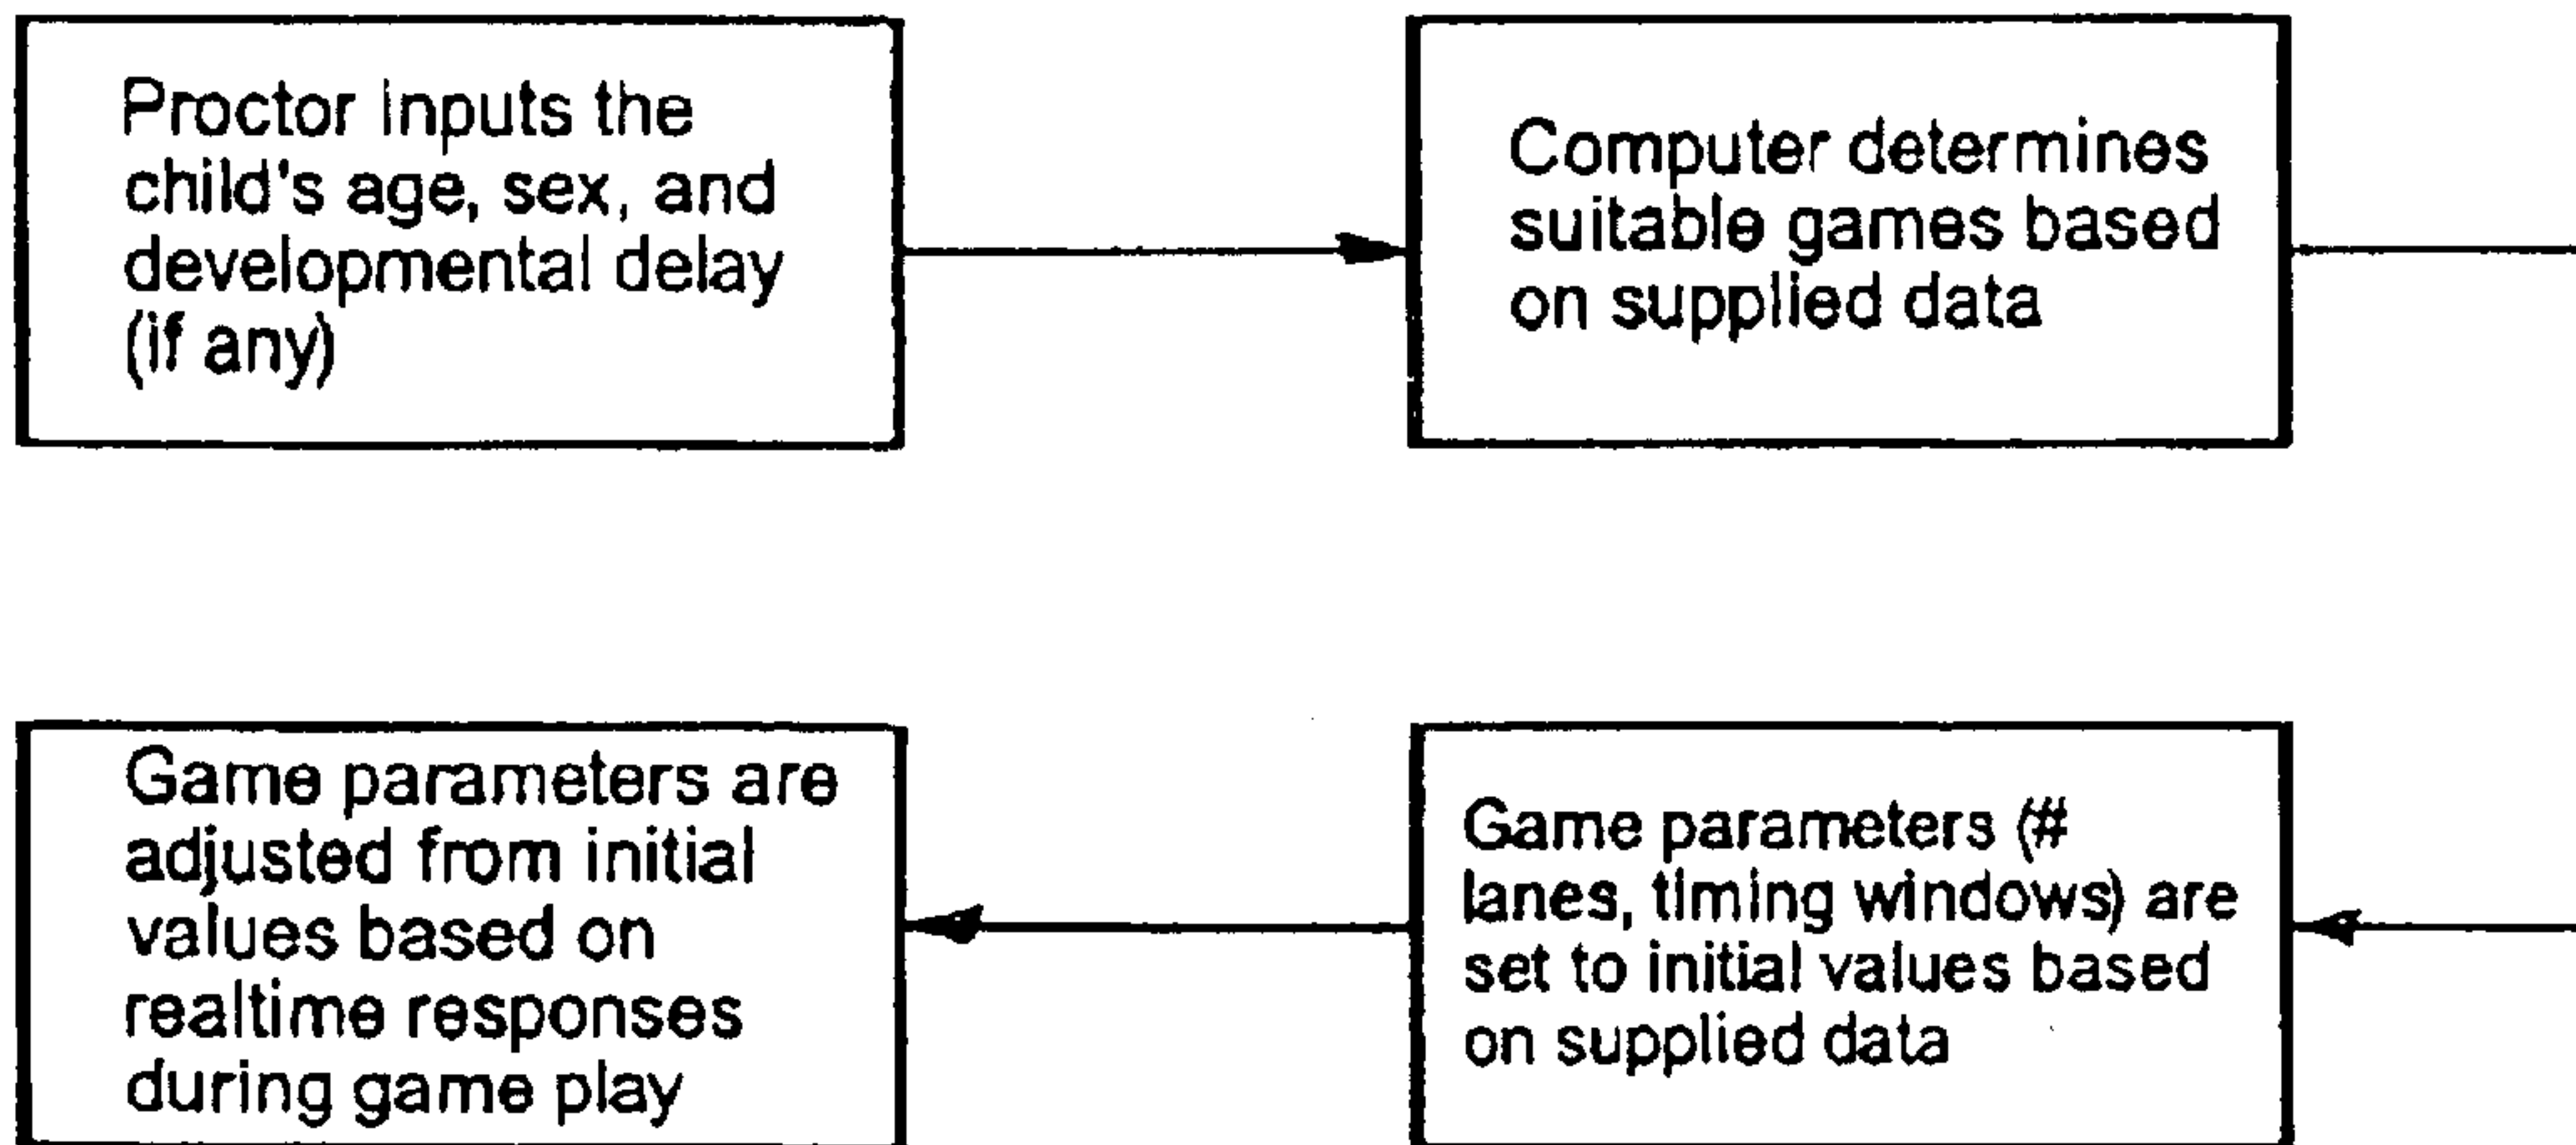 Proctor inputs the
child's age, sex, and
developmental delay
(if any)
Computer determines
suitable games based
on supplied data
Game parameters (#
lanes, timing windows) are
set to initial values based
on supplied data
Game parameters are
adjusted from initial
values based on
realtime responses
during game play